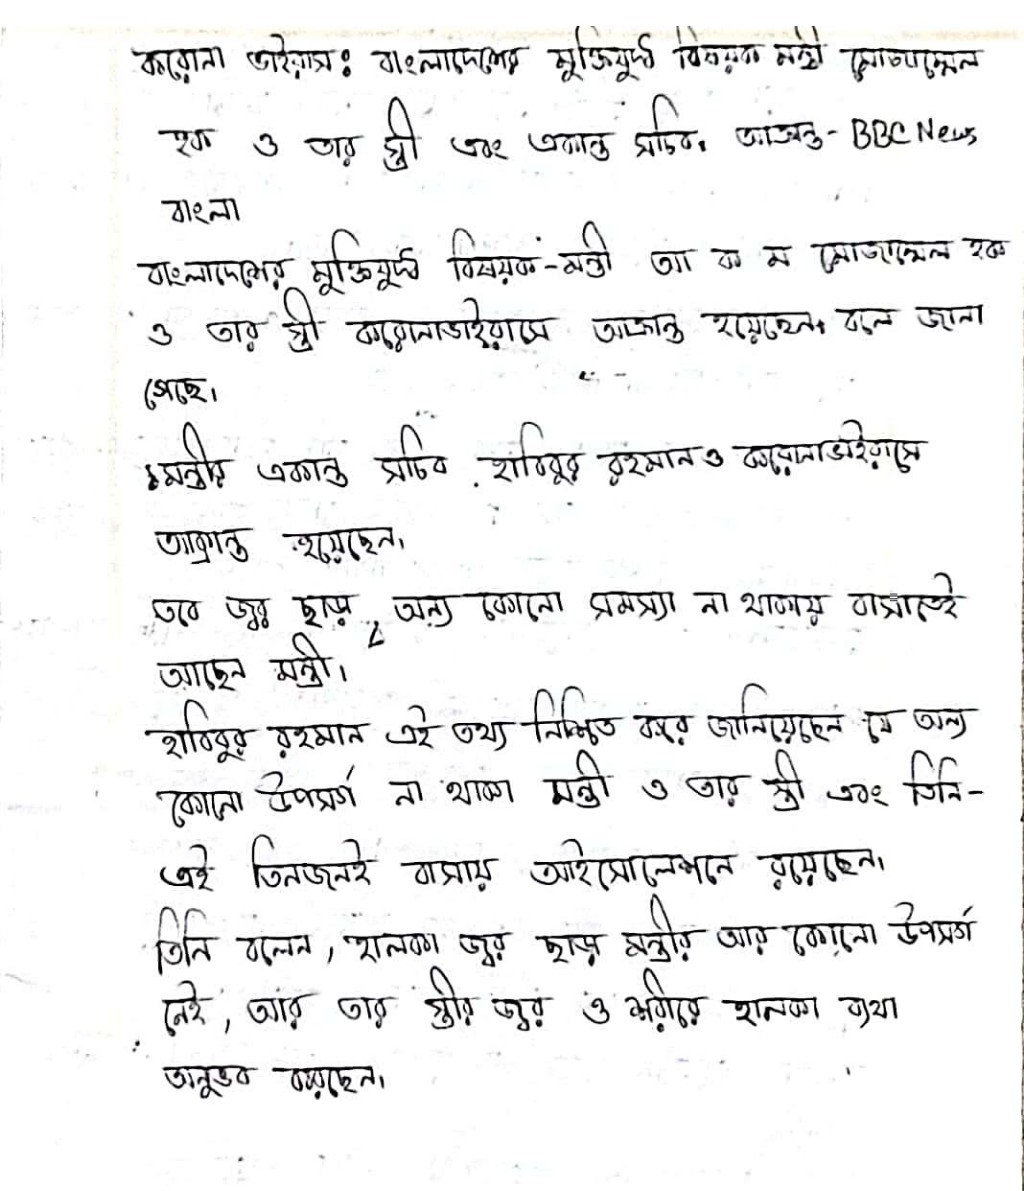 করোনা ভাইরাস: বাংলাদেশের মুক্তিযুদ্ধ বিষয়ক মন্ত্রী মোজাম্মেল
হক ও তার স্ত্রী এবং একান্ত সচিব আক্রান্ত - BBC News
বাংলা
বাংলাদেশের মুক্তিযুদ্ধ বিষয়ক মন্ত্রী আ ক ম মোজাম্মেল হক
ও তার স্ত্রী করোনাভাইরাসে আক্রান্ত হয়েছেন বলে জানা
গেছে।
মন্ত্রীর একান্ত সচিব হাবিবুর রহমানও করোনাভাইরাসে
আক্রান্ত হয়েছেন।
তবে জ্বর ছাড়া অন্য কোনো সমস্যা না থাকায় বাসাতেই
আছেন মন্ত্রী।
হাবিবুর রহমান এই তথ্য নিশ্চিত করে জানিয়েছেন যে অন্য
কোনো উপসর্গ না থাকা মন্ত্রী ও তার স্ত্রী এবং তিনি -
এই তিনজনই বাসায় আইসোলেশনে রয়েছেন।
তিনি বলেন, হালকা জ্বর ছাড়া মন্ত্রীর আর কোনো উপসর্গ
নেই, আর তার স্ত্রীর জ্বর ও শরীরে হালকা ব্যথা
অনুভব করছেন।